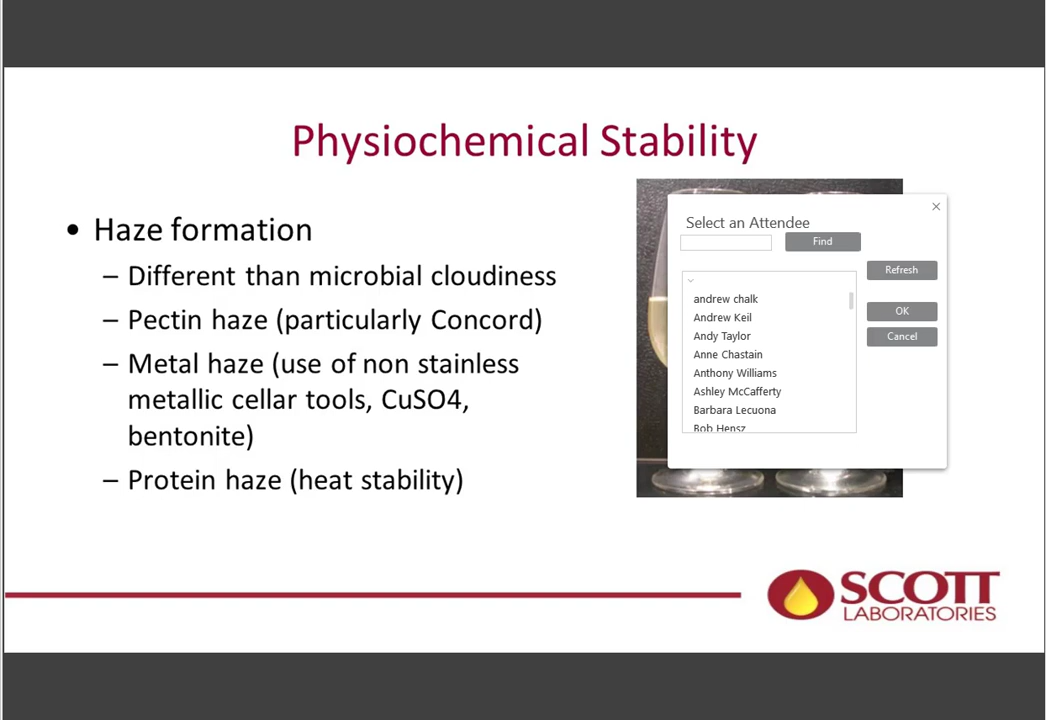 Physiochemical Stability
• Haze formation
– Different than microbial cloudiness
– Pectin haze (particularly Concord)
– Metal haze (use of non stainless
metallic cellar tools, CuSO4,
bentonite)
– Protein haze (heat stability)
Select an Attendee
Find
Refresh
OK
Cancel
andrew chalk
Andrew Keil
Andy Taylor
Anne Chastain
Anthony Williams
Ashley McCafferty
Barbara Lecuona
Bob Hensz
SCOTT
LABORATORIES